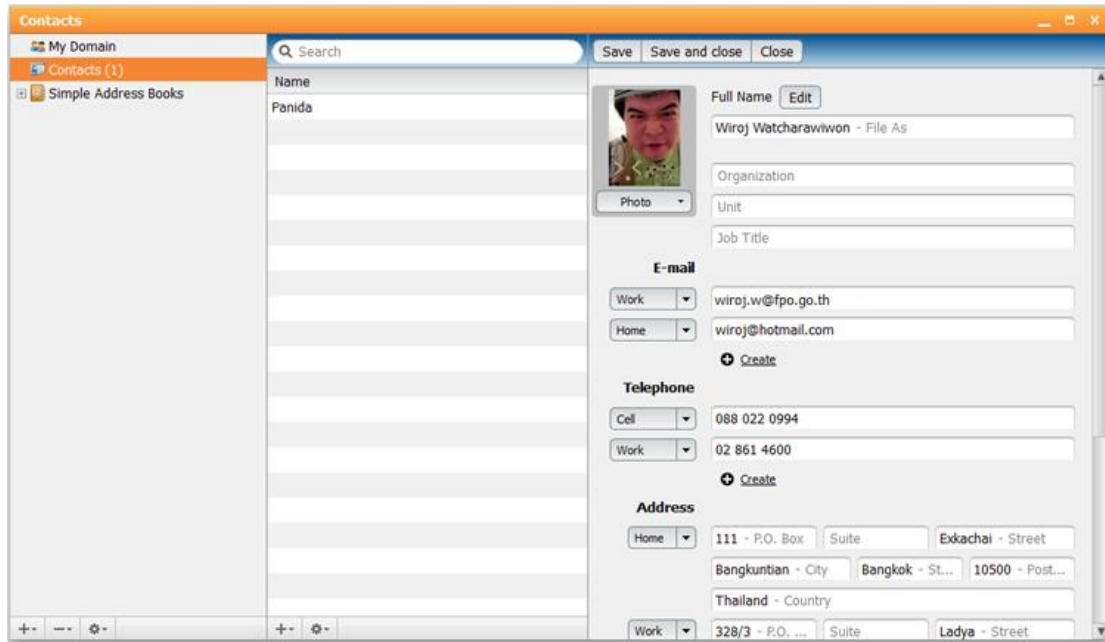 Contacts
My Domain
Contacts (1)
Simple Address Books
Search
Name
Panida
Save Save and close Close
Full Name Edit
Wiroj Watcharawiwon - File As
Organization
Photo
Unit
Job Title
E-mail
Work wiroj.w@fpo.go.th
Home wiroj@hotmail.com
Create
Telephone
Cell 088 022 0994
Work 02 861 4600
Create
Address
Home 111 - P.O. Box Suite Exkachai - Street
Bangkuntian - City Bangkok - St... 10500 - Post...
Thailand - Country
Work 328/3 - P.O. ... Suite Ladya - Street